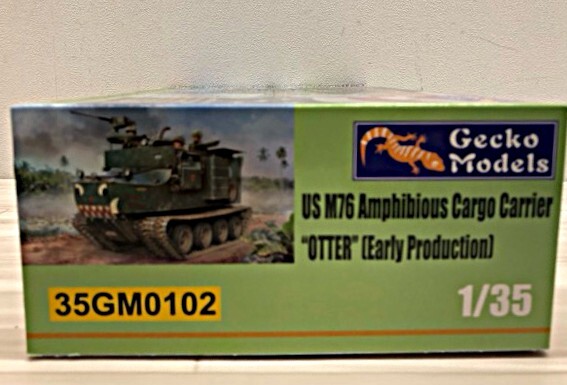 Gecko
Models
US M76 Amphibious Cargo Carrier
"OTTER" (Early Production)
35GM0102
1/35